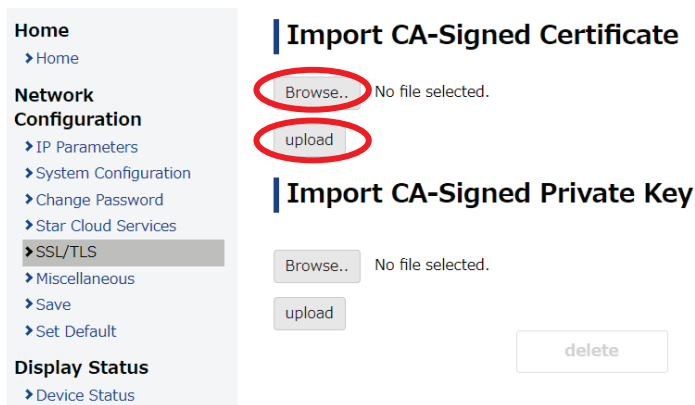 Home
Home
Network
Configuration
IP Parameters
System Configuration
Change Password
Star Cloud Services
SSL/TLS
Miscellaneous
Save
Set Default
Display Status
Device Status
Import CA-Signed Certificate
Browse.. No file selected.
upload
Import CA-Signed Private Key
Browse.. No file selected.
upload
delete